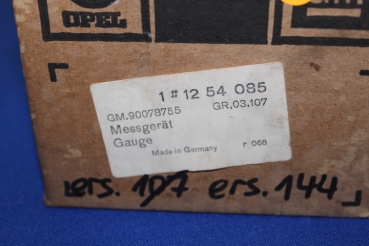 OPEL
1 # 12 54 085
GM.90078755 GR.03.107
Messgerät
Gauge
Made in Germany r 068
ers. 107 ers. 144